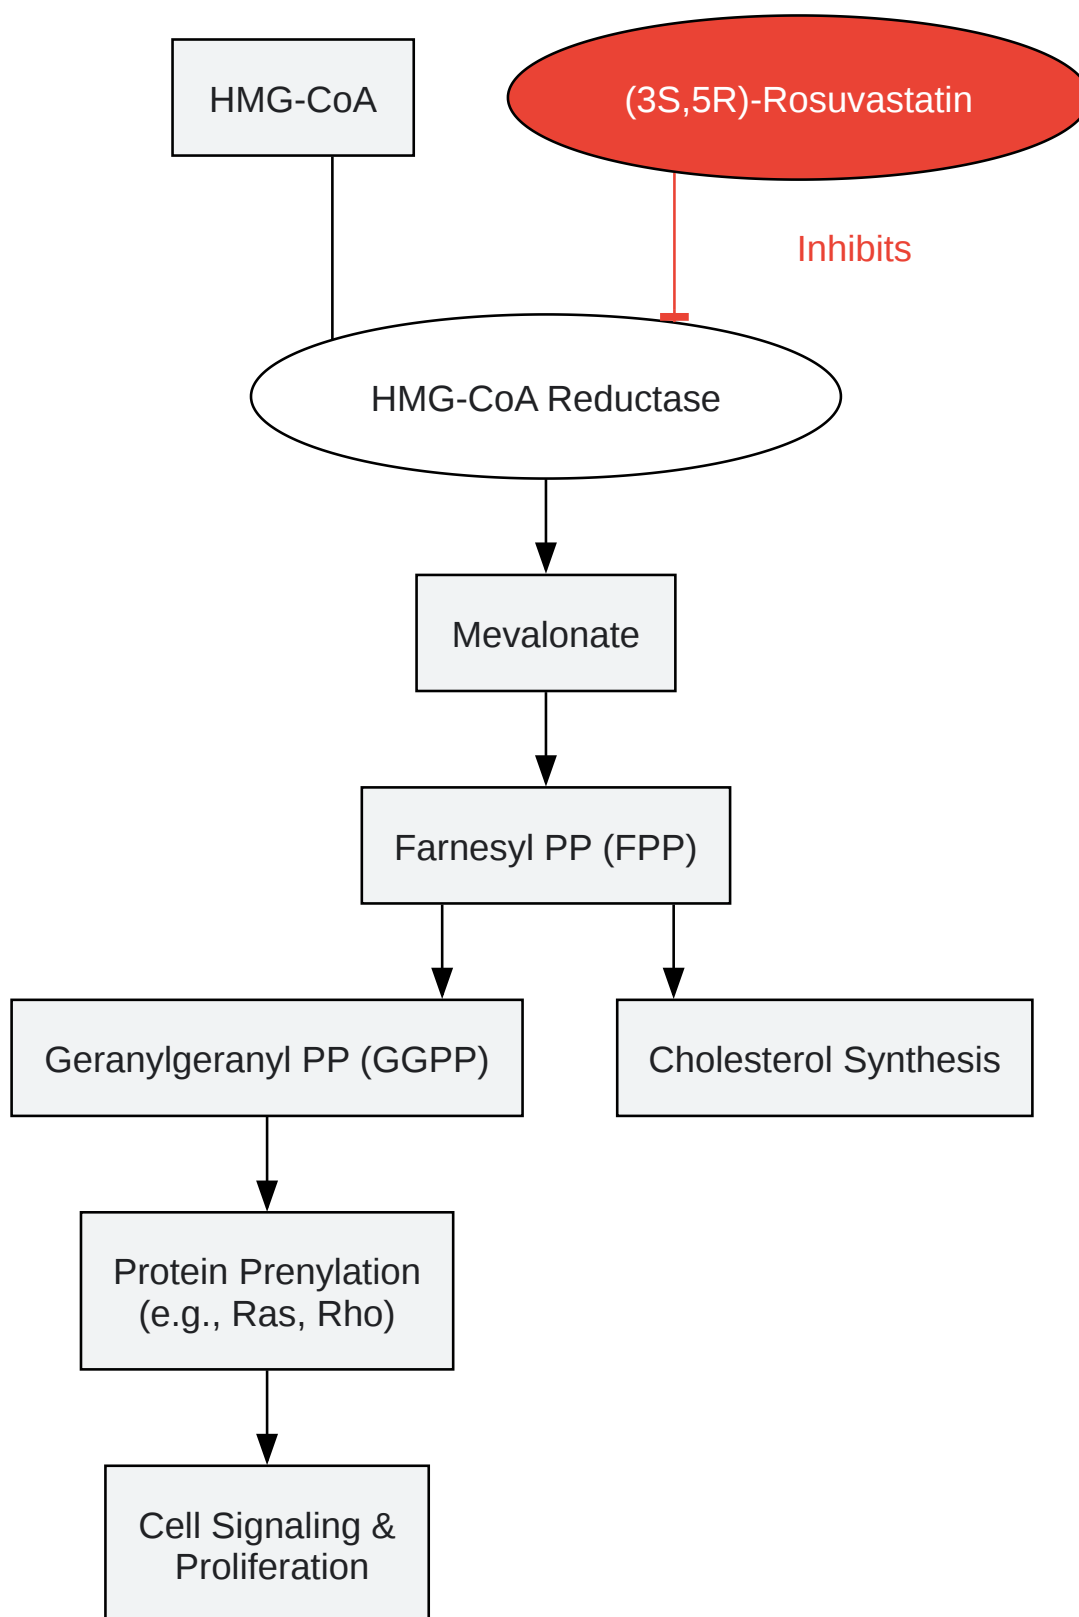 HMG-CoA
(3S,5R)-Rosuvastatin
Inhibits
HMG-CoA Reductase
Mevalonate
Farnesyl PP (FPP)
Geranylgeranyl PP (GGPP)
Cholesterol Synthesis
Protein Prenylation
(e.g., Ras, Rho)
Cell Signaling &
Proliferation